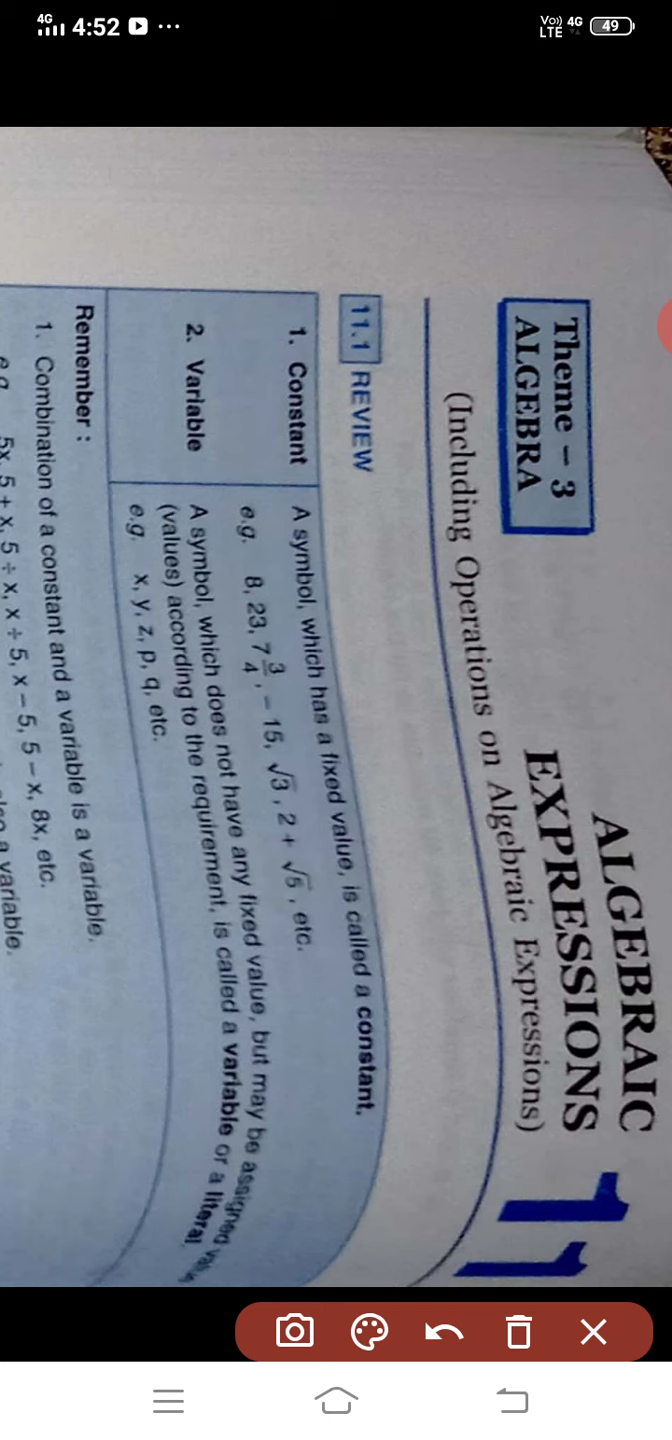 4G 4:52
Vo)) LTE 4G 49
Theme – 3
ALGEBRA
ALGEBRAIC
EXPRESSIONS
11
(Including Operations on Algebraic Expressions)
11.1 REVIEW
1. Constant A symbol, which has a fixed value, is called a constant.
e.g. 8, 23, 7 3/4, – 15, √3, 2 + √5, etc.
2. Variable A symbol, which does not have any fixed value, but may be assigned value
(values) according to the requirement, is called a variable or a literal.
e.g. x, y, z, p, q, etc.
Remember :
1. Combination of a constant and a variable is a variable.
e.g. 5x, 5 + x, 5 ÷ x, x ÷ 5, x – 5, 5 – x, 8x, etc.
also a variable.